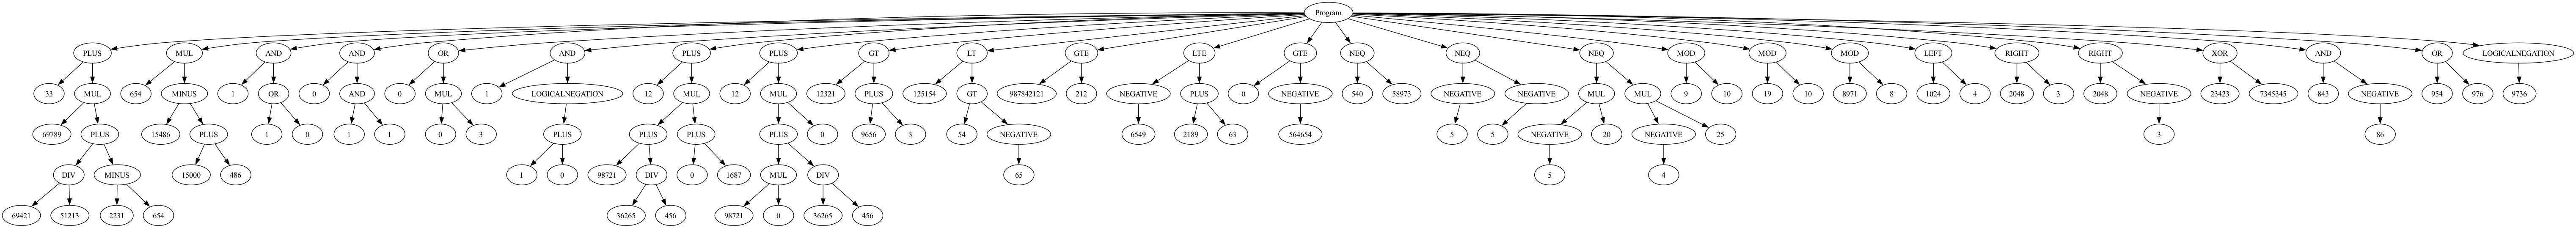 Program
PLUS MUL AND AND OR AND PLUS PLUS GT LT GTE LTE GTE NEQ NEQ NEQ MOD MOD MOD LEFT RIGHT RIGHT XOR AND OR LOGICALNEGATION
33 MUL 654 MINUS 1 OR 0 AND 0 MUL 1 LOGICALNEGATION 12 MUL 12 MUL 12321 PLUS 125154 GT 987842121 212 NEGATIVE PLUS 0 NEGATIVE 540 58973 NEGATIVE NEGATIVE MUL MUL 9 10 19 10 8971 8 1024 4 2048 3 2048 NEGATIVE 23423 7345345 843 NEGATIVE 954 976 9736
69789 PLUS 15486 PLUS 1 0 1 1 0 3 PLUS PLUS PLUS PLUS 0 9656 3 54 NEGATIVE 6549 2189 63 564654 5 5 NEGATIVE 20 NEGATIVE 25 3 86
DIV MINUS 15000 486 1 0 98721 DIV 0 1687 MUL DIV 65 5 4
69421 51213 2231 654 36265 456 98721 0 36265 456